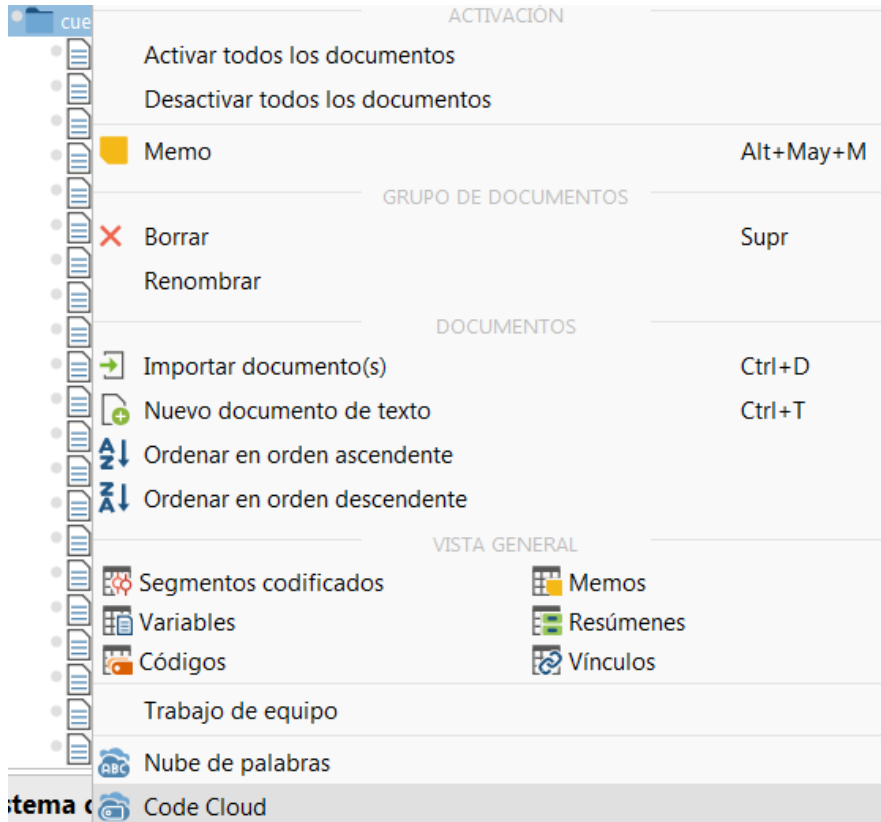 cue
ACTIVACIÓN
Activar todos los documentos
Desactivar todos los documentos
Memo Alt+May+M
GRUPO DE DOCUMENTOS
Borrar Supr
Renombrar
DOCUMENTOS
Importar documento(s) Ctrl+D
Nuevo documento de texto Ctrl+T
Ordenar en orden ascendente
Ordenar en orden descendente
VISTA GENERAL
Segmentos codificados Memos
Variables Resúmenes
Códigos Vínculos
Trabajo de equipo
ABC Nube de palabras
stema Code Cloud